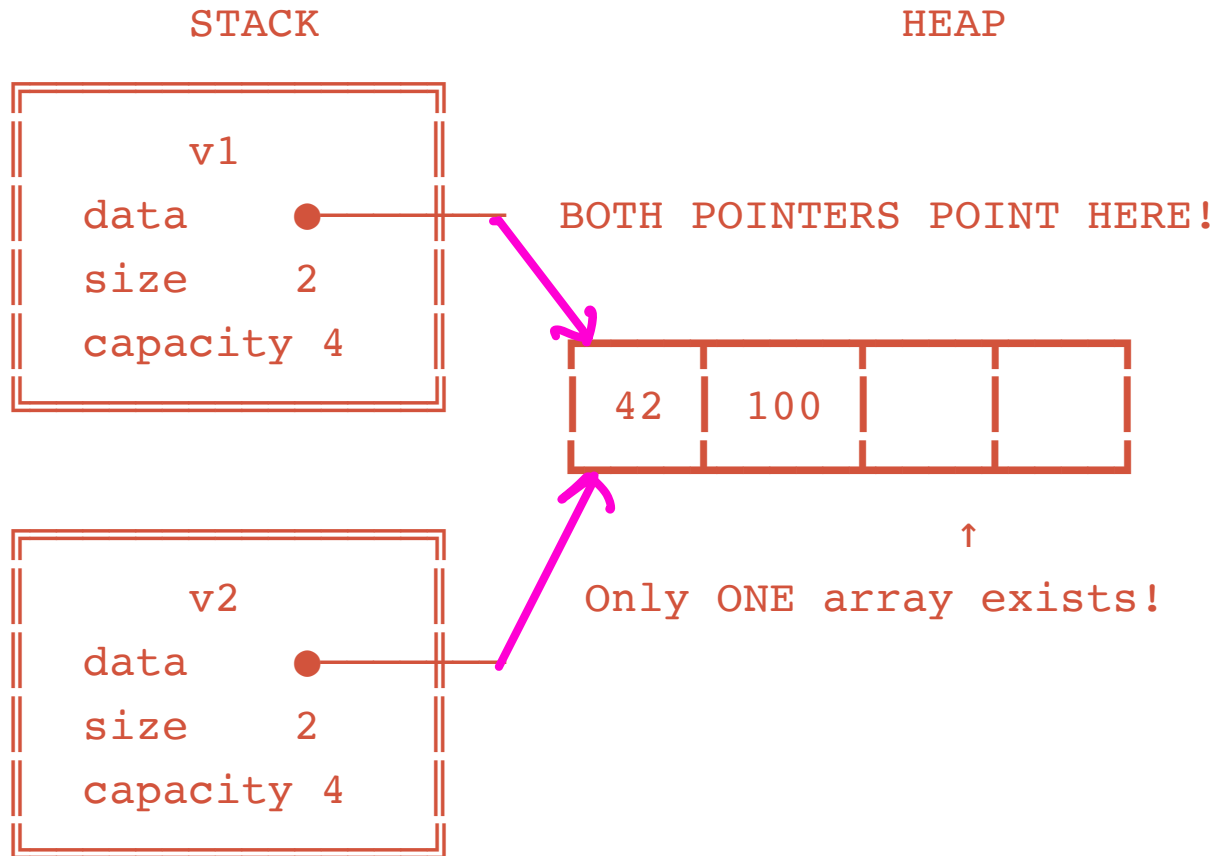 STACK HEAP
v1
data BOTH POINTERS POINT HERE!
size 2
capacity 4
42 100
↑
v2 Only ONE array exists!
data
size 2
capacity 4